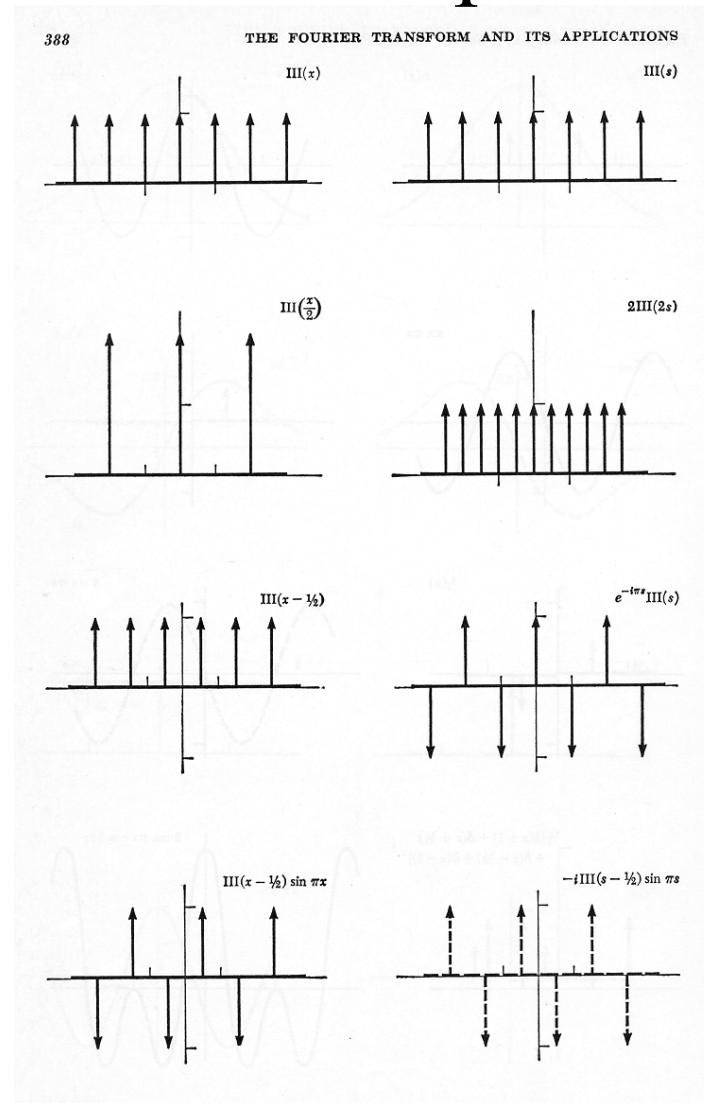 388 THE FOURIER TRANSFORM AND ITS APPLICATIONS
III(x) III(s)
III(x/2) 2III(2s)
III(x − ½) e^{−iπs}III(s)
III(x − ½) sin πx −iIII(s − ½) sin πs